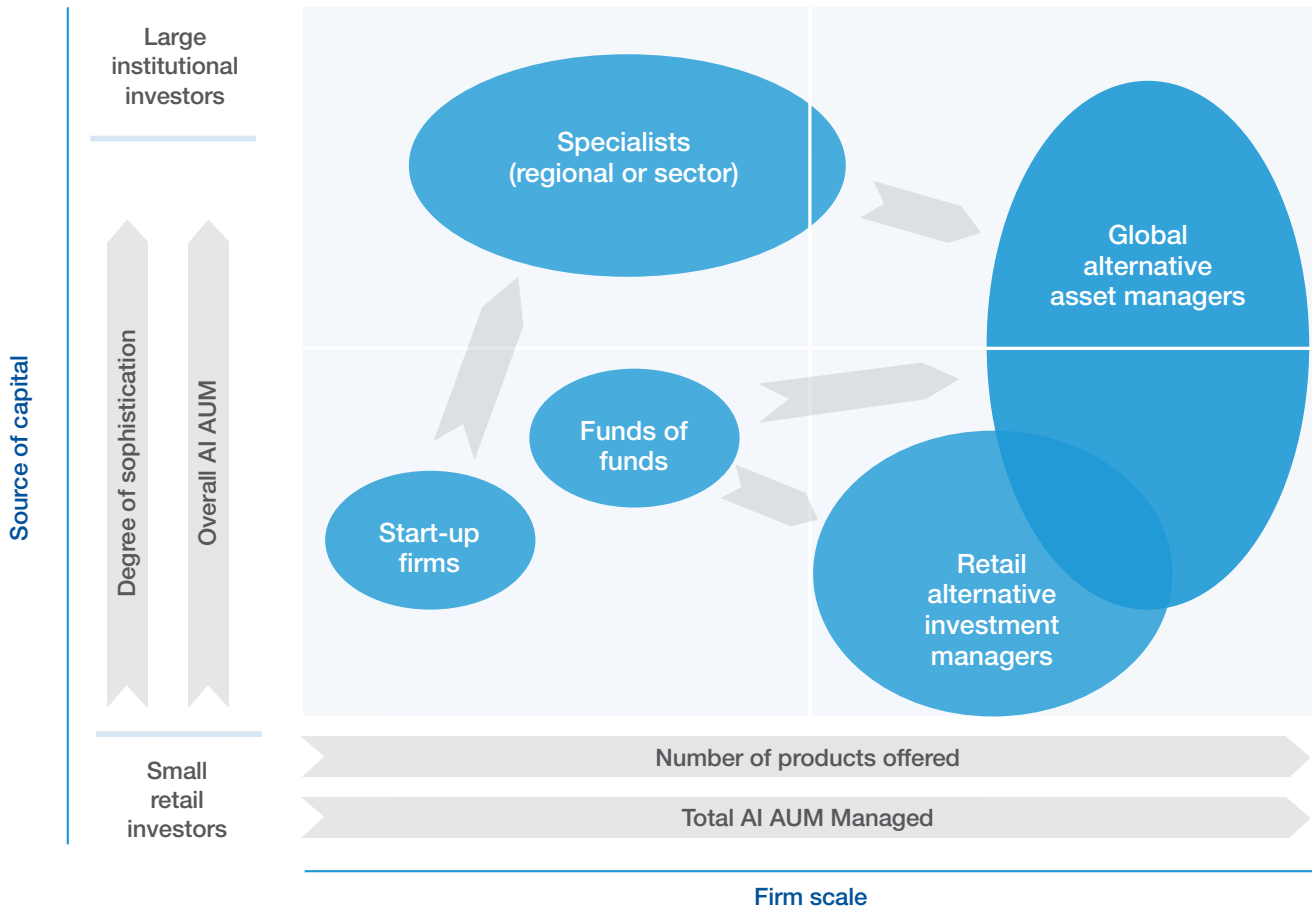 Large
institutional
investors
Specialists
(regional or sector)
Global
alternative
asset managers
Source of capital
Degree of sophistication
Overall AI AUM
Funds of
funds
Start-up
firms
Retail
alternative
investment
managers
Small
retail
investors
Number of products offered
Total AI AUM Managed
Firm scale